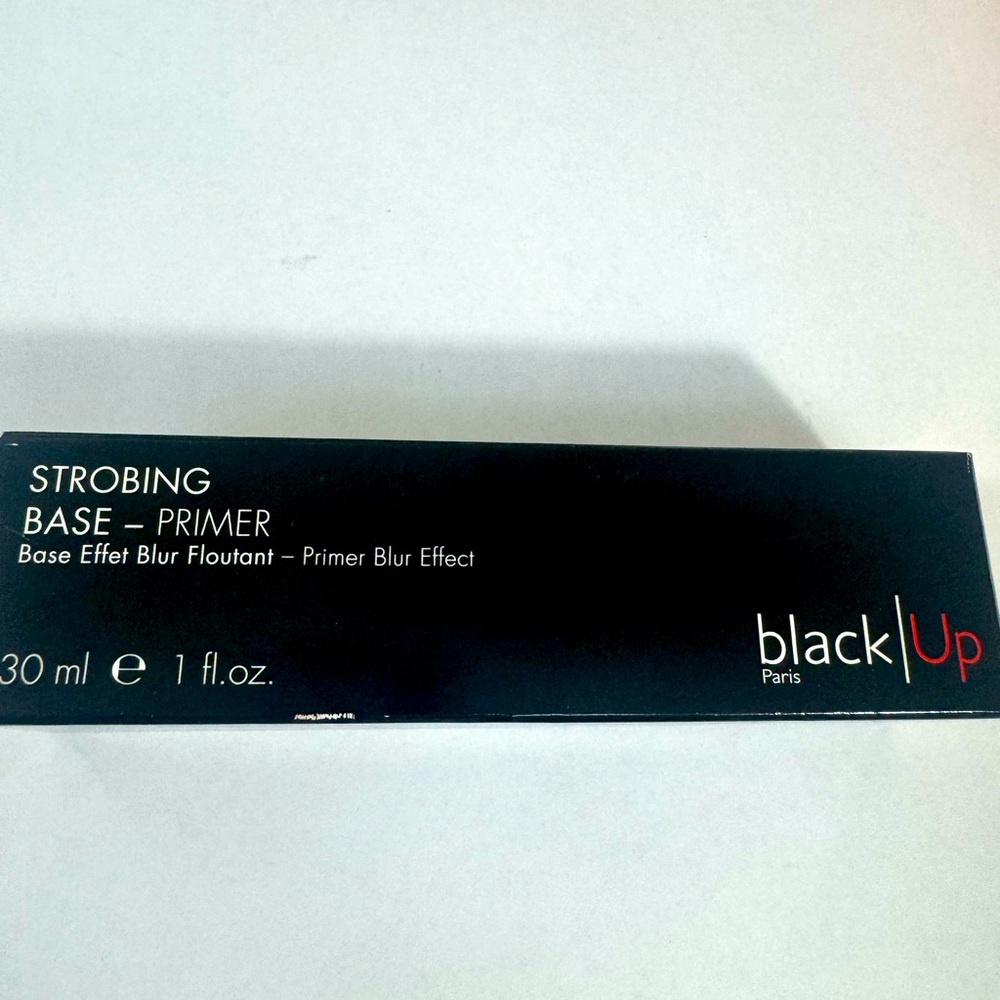 STROBING
BASE – PRIMER
Base Effet Blur Floutant – Primer Blur Effect
30 ml ℮ 1 fl.oz.
black|Up
Paris